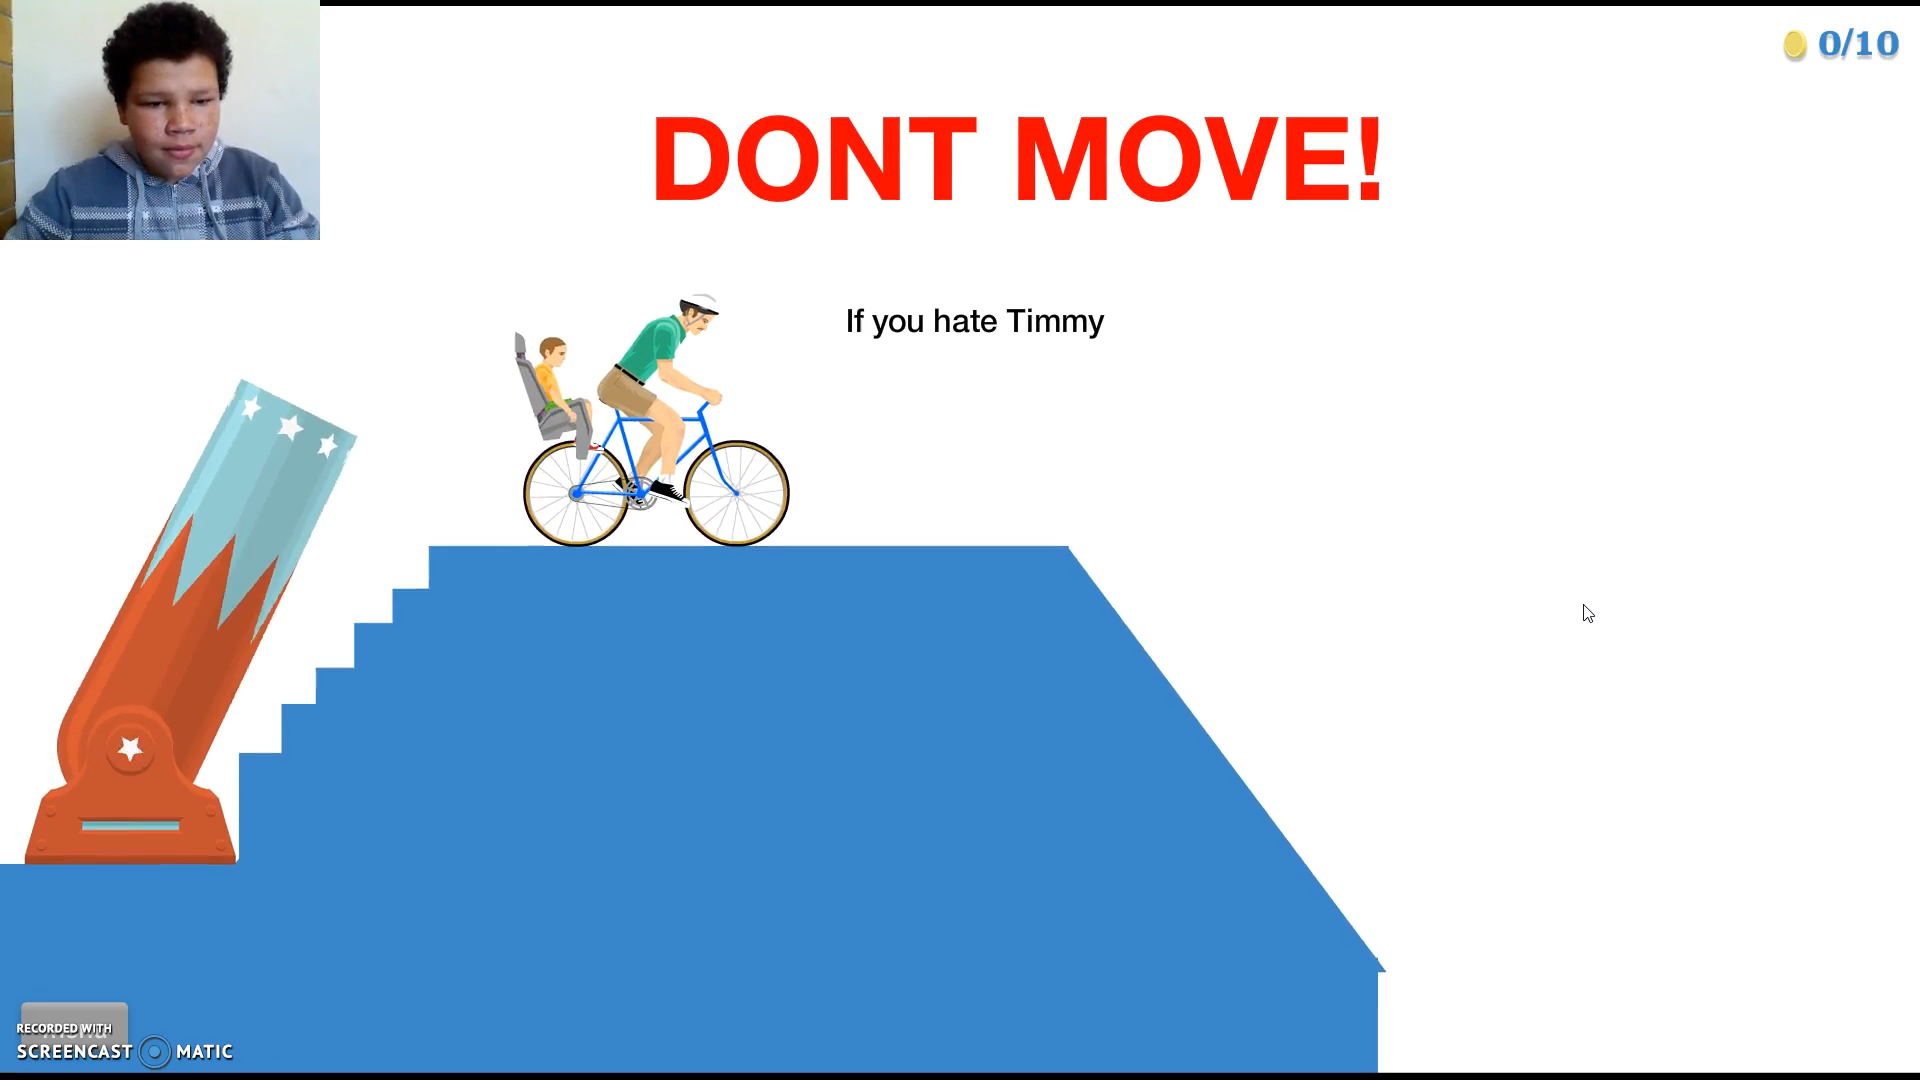 0/10
DONT MOVE!
If you hate Timmy
RECORDED WITH
SCREENCAST MATIC